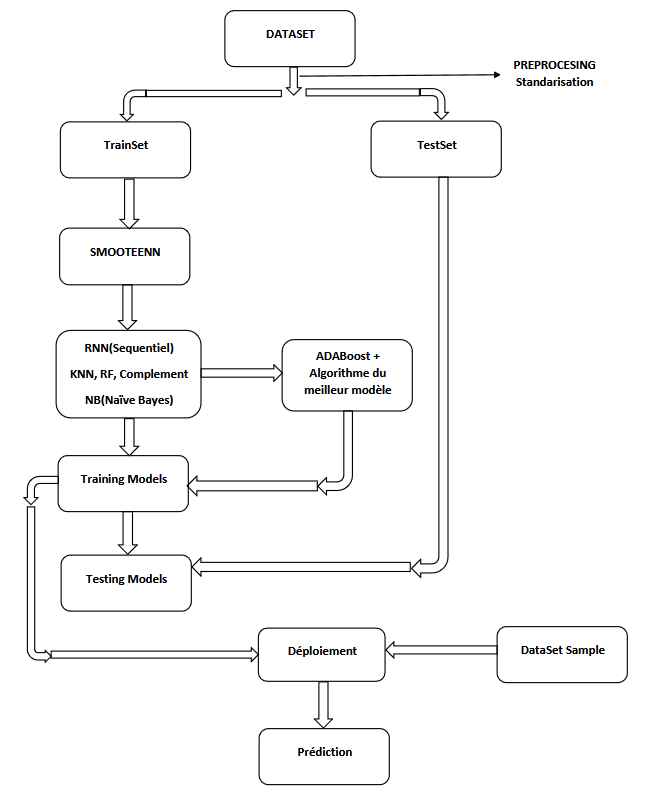 DATASET
PREPROCESING
Standarisation
TrainSet
TestSet
SMOOTEENN
RNN(Sequentiel)
KNN, RF, Complement
NB(Naïve Bayes)
ADABoost +
Algorithme du
meilleur modèle
Training Models
Testing Models
Déploiement
DataSet Sample
Prédiction